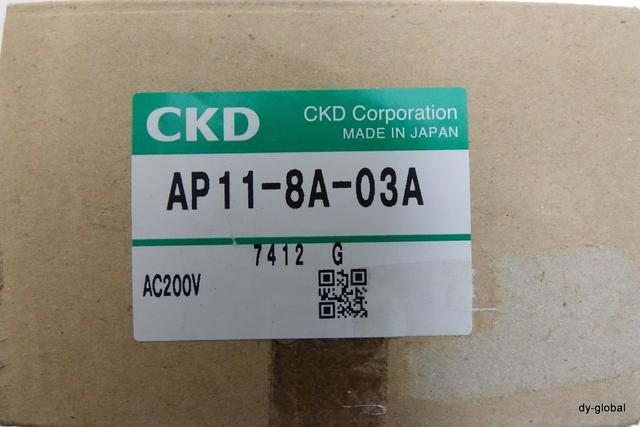 CKD
CKD Corporation
MADE IN JAPAN
AP11-8A-03A
7412 G
AC200V
dy-global